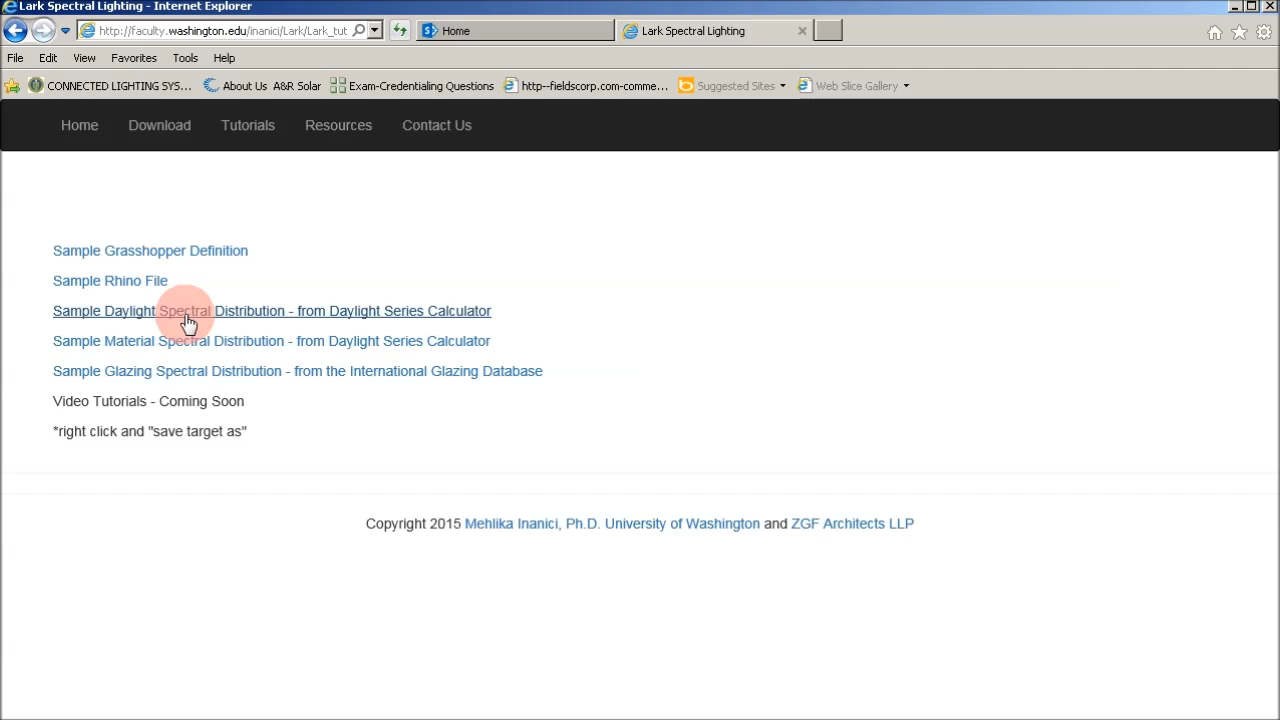 Lark Spectral Lighting - Internet Explorer
http://faculty.washington.edu/inanici/Lark/Lark_tut
Home
Lark Spectral Lighting
File Edit View Favorites Tools Help
CONNECTED LIGHTING SYS... About Us A&R Solar Exam-Credentialing Questions http--fieldscorp.com-comme... Suggested Sites Web Slice Gallery
Home Download Tutorials Resources Contact Us
Sample Grasshopper Definition
Sample Rhino File
Sample Daylight Spectral Distribution - from Daylight Series Calculator
Sample Material Spectral Distribution - from Daylight Series Calculator
Sample Glazing Spectral Distribution - from the International Glazing Database
Video Tutorials - Coming Soon
*right click and "save target as"
Copyright 2015 Mehlika Inanici, Ph.D. University of Washington and ZGF Architects LLP